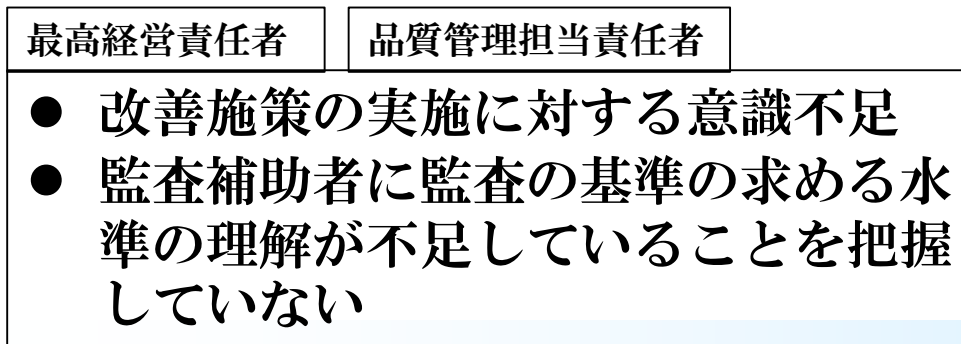 最高経営責任者
品質管理担当責任者
● 改善施策の実施に対する意識不足
● 監査補助者に監査の基準の求める水
準の理解が不足していることを把握
していない